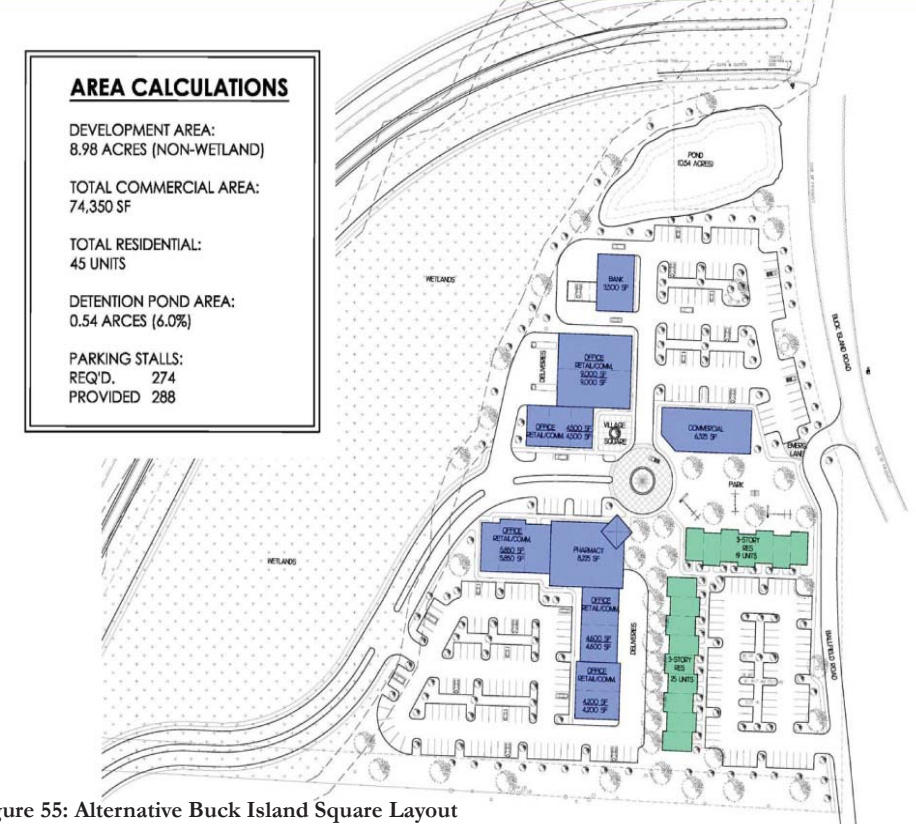 AREA CALCULATIONS
DEVELOPMENT AREA:
8.98 ACRES (NON-WETLAND)
TOTAL COMMERCIAL AREA:
74,350 SF
TOTAL RESIDENTIAL:
45 UNITS
DETENTION POND AREA:
0.54 ARCES (6.0%)
PARKING STALLS:
REQ'D. 274
PROVIDED 288
POND
(0.54 ACRES)
WETLANDS
BANK
BUCK ISLAND ROAD
DELIVERIES
OFFICE
RETAIL/COMM.
9,000 SF
9,000 SF
OFFICE 4,500 SF
RETAIL/COMM. 4,500 SF
VILLAGE
SQUARE
COMMERCIAL
6,325 SF
PARK
OFFICE
RETAIL/COMM.
5,850 SF
5,850 SF
PHARMACY
8,225 SF
3-STORY
RES
19 UNITS
WETLANDS
OFFICE
RETAIL/COMM.
4,600 SF
4,600 SF
DELIVERIES
OFFICE
RETAIL/COMM.
4,200 SF
4,200 SF
3-STORY
RES
25 UNITS
BALLFIELD ROAD
gure 55: Alternative Buck Island Square Layout